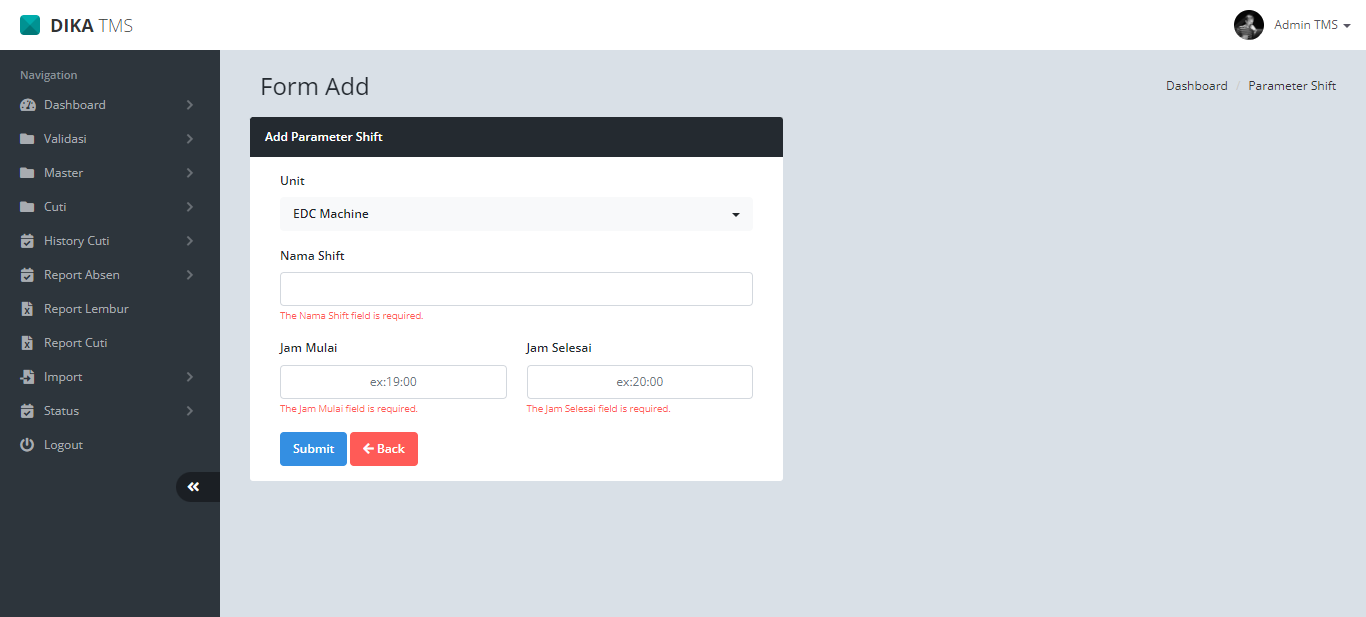 DIKA TMS
Admin TMS
Navigation
Dashboard
Validasi
Master
Cuti
History Cuti
Report Absen
Report Lembur
Report Cuti
Import
Status
Logout
Form Add
Dashboard / Parameter Shift
Add Parameter Shift
Unit
EDC Machine
Nama Shift
The Nama Shift field is required.
Jam Mulai
ex:19:00
The Jam Mulai field is required.
Jam Selesai
ex:20:00
The Jam Selesai field is required.
Submit
Back